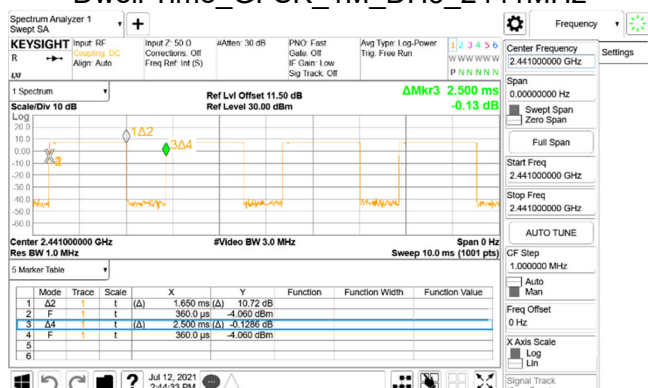 Dwell Time_GFSK_1M_DH3_2441MHz
Spectrum Analyzer 1
Swept SA
Frequency
KEYSIGHT
Input: RF
Coupling: DC
Align: Auto
Input Z: 50 Ω
Corrections: Off
Freq Ref: Int (S)
#Atten: 30 dB
PNO: Fast
Gate: Off
IF Gain: Low
Sig Track: Off
Avg Type: Log-Power
Trig: Free Run
1 2 3 4 5 6
W W W W W W
P N N N N N
R
LXI
1 Spectrum
Scale/Div 10 dB
Ref Lvl Offset 11.50 dB
Ref Level 30.00 dBm
ΔMkr3 2.500 ms
-0.13 dB
Log
20.0
10.0
0.00
-10.0
-20.0
-30.0
-40.0
-50.0
-60.0
1Δ2
3Δ4
Center 2.441000000 GHz
Res BW 1.0 MHz
#Video BW 3.0 MHz
Span 0 Hz
Sweep 10.0 ms (1001 pts)
5 Marker Table
Mode Trace Scale X Y Function Function Width Function Value
1 Δ2 1 t (Δ) 1.650 ms (Δ) 10.72 dB
2 F 1 t 360.0 µs -4.060 dBm
3 Δ4 1 t (Δ) 2.500 ms (Δ) -0.1286 dB
4 F 1 t 360.0 µs -4.060 dBm
5
6
Jul 12, 2021
2:44:33 PM
Center Frequency
2.441000000 GHz
Settings
Span
0.00000000 Hz
Swept Span
Zero Span
Full Span
Start Freq
2.441000000 GHz
Stop Freq
2.441000000 GHz
AUTO TUNE
CF Step
1.000000 MHz
Auto
Man
Freq Offset
0 Hz
X Axis Scale
Log
Lin
Signal Track